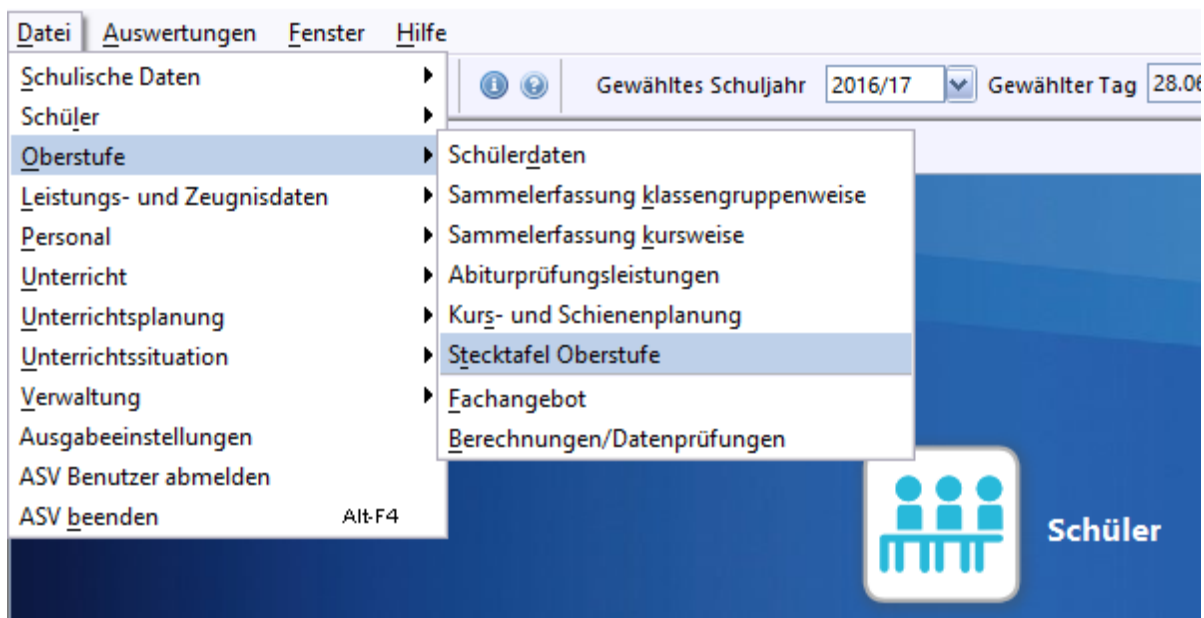 Datei Auswertungen Fenster Hilfe
Gewähltes Schuljahr 2016/17 Gewählter Tag 28.06
Schulische Daten
Schüler
Oberstufe
Leistungs- und Zeugnisdaten
Personal
Unterricht
Unterrichtsplanung
Unterrichtssituation
Verwaltung
Ausgabeeinstellungen
ASV Benutzer abmelden
ASV beenden Alt-F4
Schülerdaten
Sammelerfassung klassengruppenweise
Sammelerfassung kursweise
Abiturprüfungsleistungen
Kurs- und Schienenplanung
Stecktafel Oberstufe
Fachangebot
Berechnungen/Datenprüfungen
Schüler